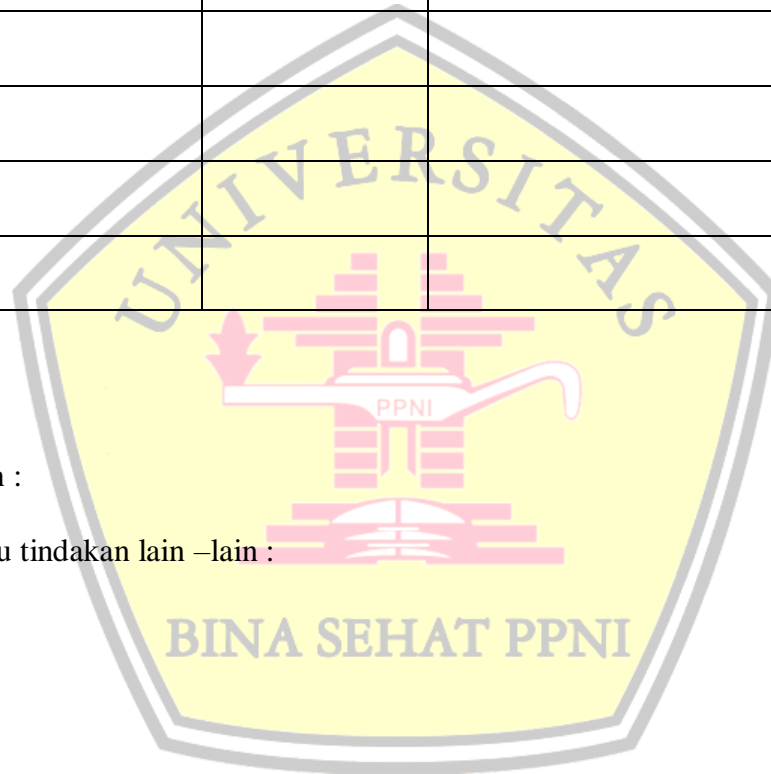 UNIVERSITAS
PPNI
n :
u tindakan lain –lain :
BINA SEHAT PPNI